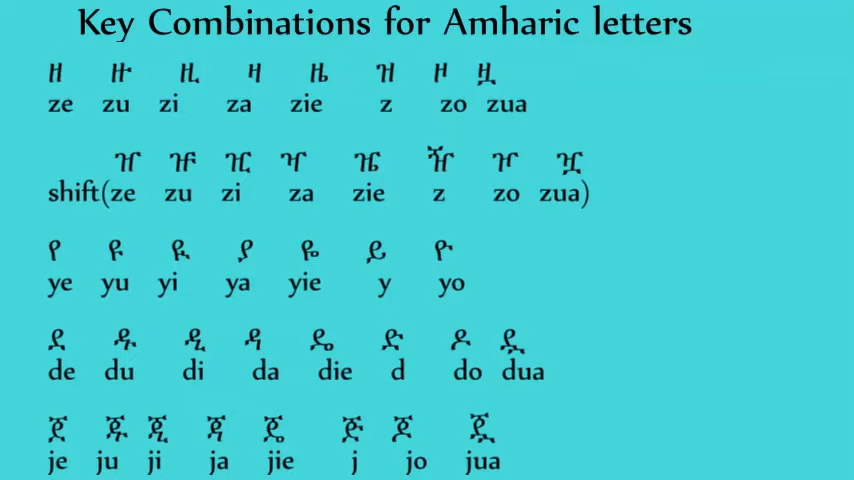 Key Combinations for Amharic letters
ዘ ዙ ዚ ዛ ዜ ዝ ዞ ዟ
ze zu zi za zie z zo zua
ዠ ዡ ዢ ዣ ዤ ዥ ዦ ዧ
shift(ze zu zi za zie z zo zua)
የ ዩ ዪ ያ ዬ ይ ዮ
ye yu yi ya yie y yo
ደ ዱ ዲ ዳ ዴ ድ ዶ ዷ
de du di da die d do dua
ጀ ጁ ጂ ጃ ጄ ጅ ጆ ጇ
je ju ji ja jie j jo jua